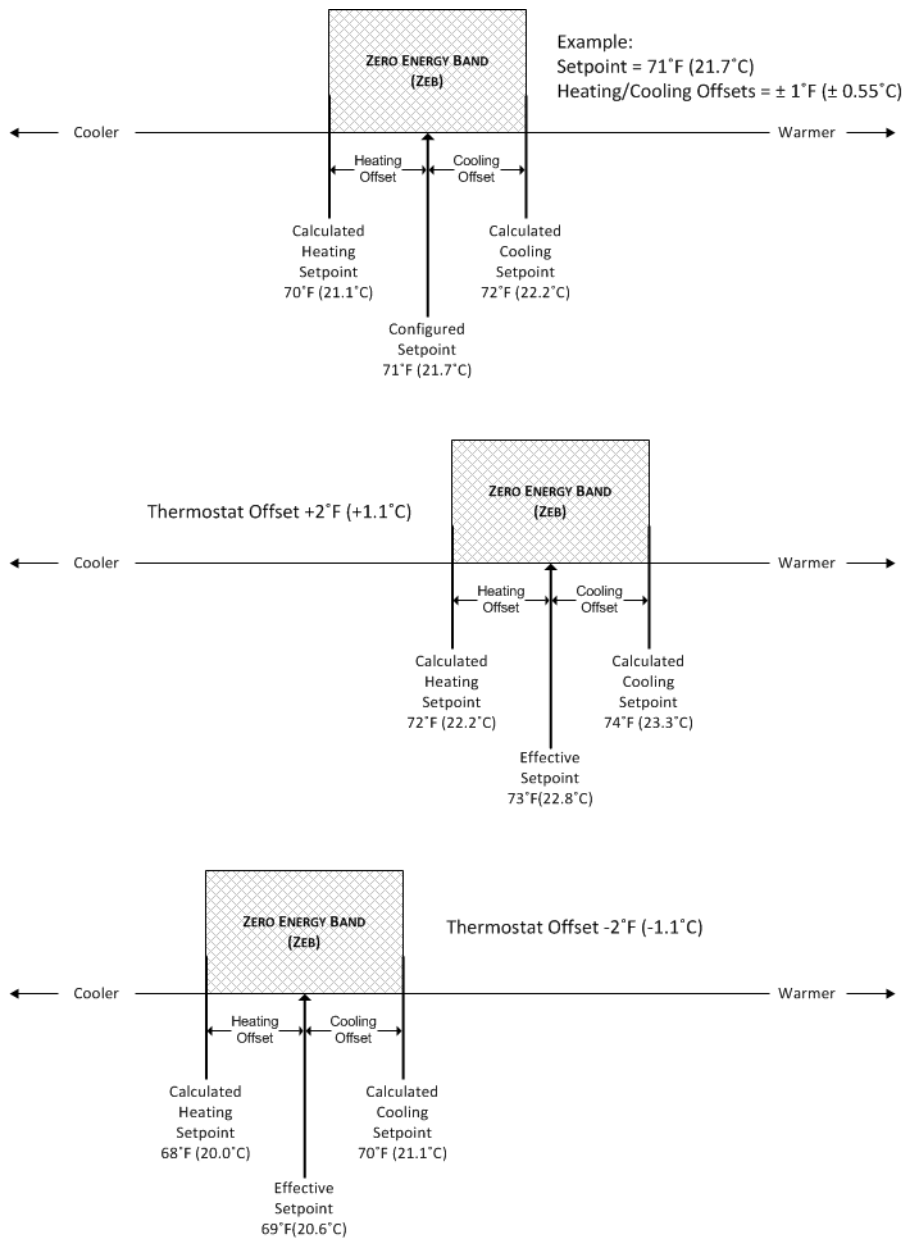 ZERO ENERGY BAND
(ZEB)
Example:
Setpoint = 71˚F (21.7˚C)
Heating/Cooling Offsets = ± 1˚F (± 0.55˚C)
Cooler
Warmer
Heating
Offset
Cooling
Offset
Calculated
Heating
Setpoint
70˚F (21.1˚C)
Calculated
Cooling
Setpoint
72˚F (22.2˚C)
Configured
Setpoint
71˚F (21.7˚C)
ZERO ENERGY BAND
(ZEB)
Thermostat Offset +2˚F (+1.1˚C)
Cooler
Warmer
Heating
Offset
Cooling
Offset
Calculated
Heating
Setpoint
72˚F (22.2˚C)
Calculated
Cooling
Setpoint
74˚F (23.3˚C)
Effective
Setpoint
73˚F(22.8˚C)
ZERO ENERGY BAND
(ZEB)
Thermostat Offset -2˚F (-1.1˚C)
Cooler
Warmer
Heating
Offset
Cooling
Offset
Calculated
Heating
Setpoint
68˚F (20.0˚C)
Calculated
Cooling
Setpoint
70˚F (21.1˚C)
Effective
Setpoint
69˚F(20.6˚C)